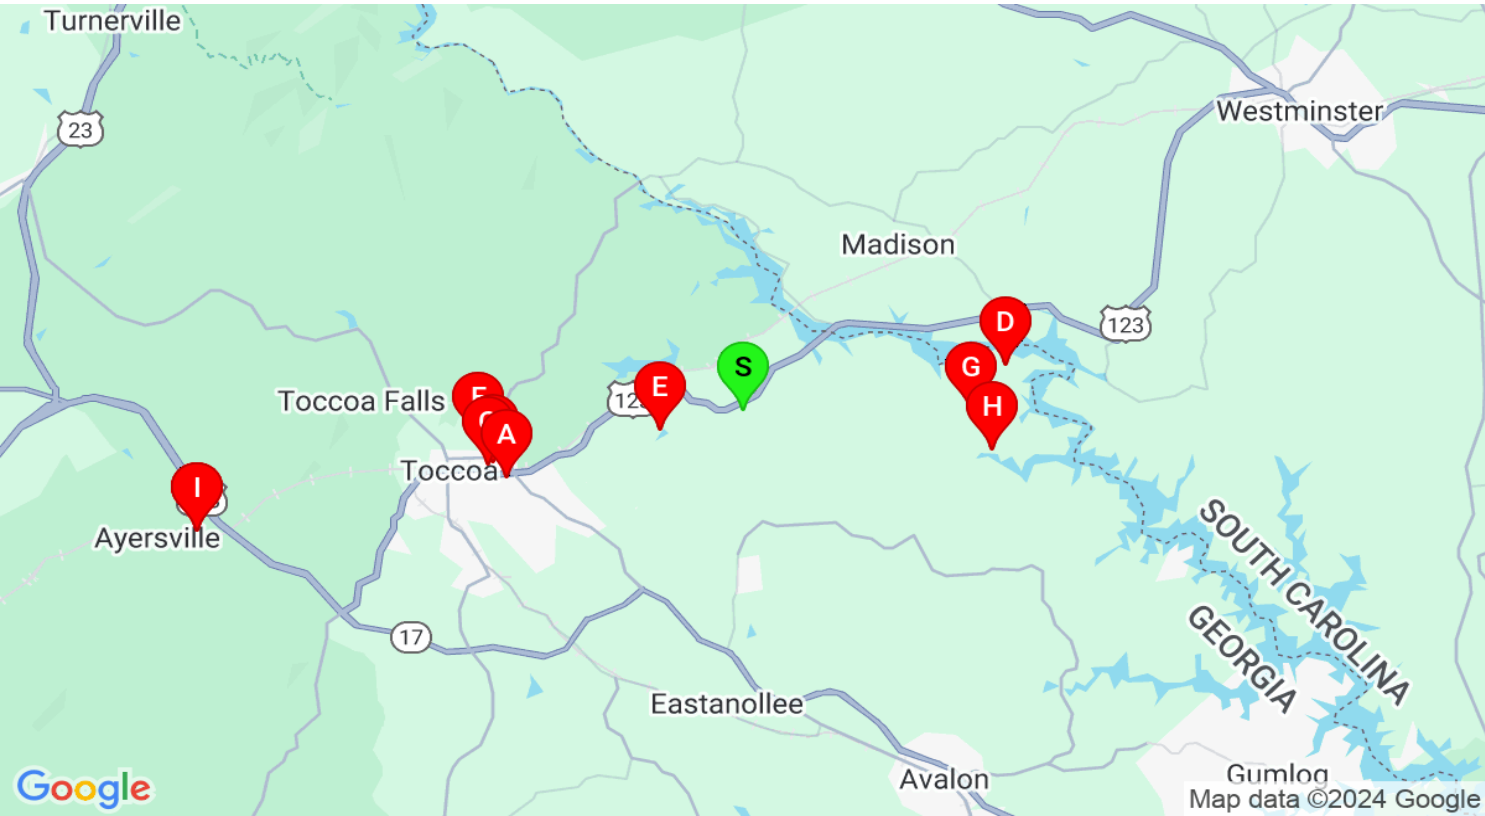 Turnerville
23
Westminster
Madison
D
123
S
G
E
H
Toccoa Falls
A
Toccoa
I
Ayersville
SOUTH CAROLINA
GEORGIA
17
Eastanollee
Avalon
Gumlog
Google
Map data ©2024 Google